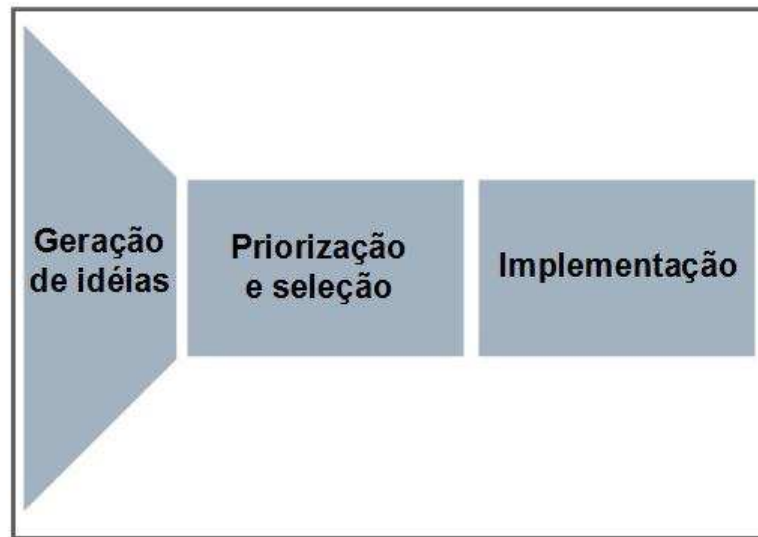 Geração
de idéias
Priorização
e seleção
Implementação